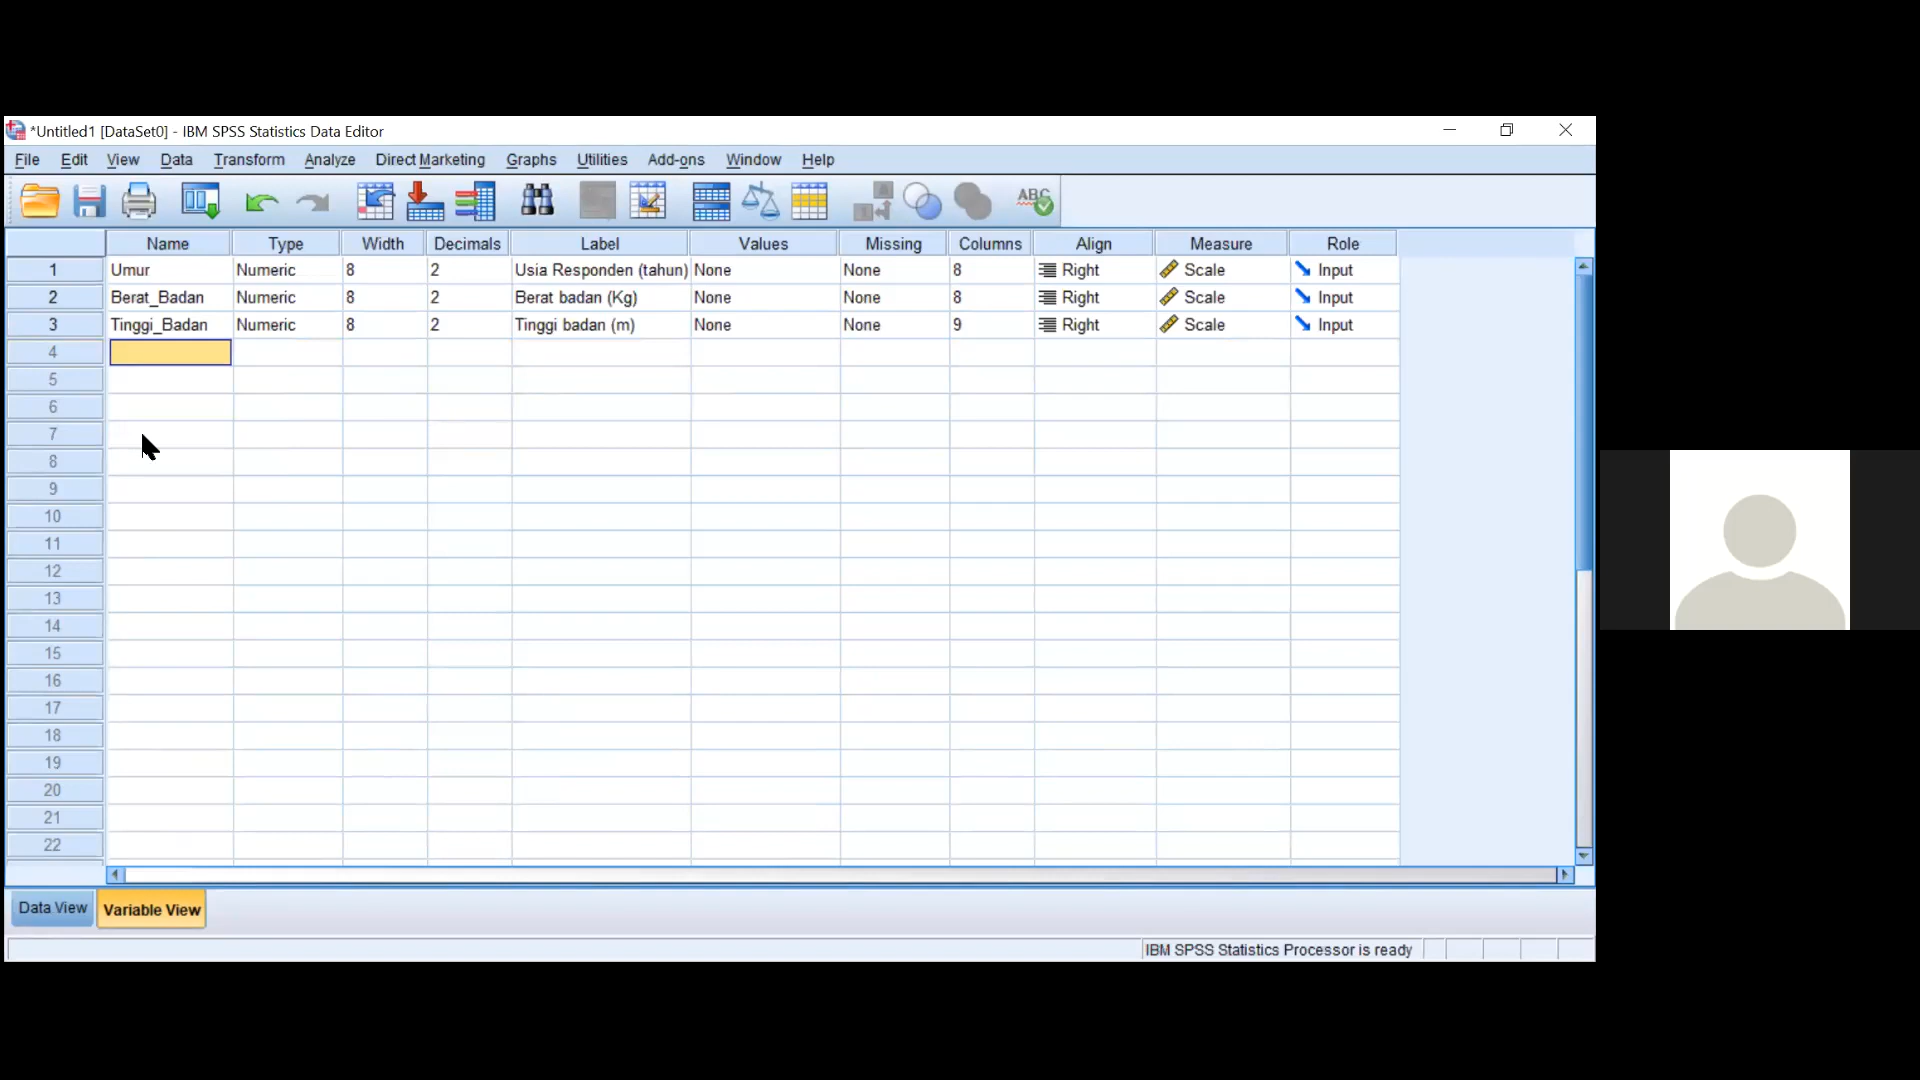 *Untitled1 [DataSet0] - IBM SPSS Statistics Data Editor
File Edit View Data Transform Analyze Direct Marketing Graphs Utilities Add-ons Window Help
ABC
Name Type Width Decimals Label Values Missing Columns Align Measure Role
1 Umur Numeric 8 2 Usia Responden (tahun) None None 8 Right Scale Input
2 Berat_Badan Numeric 8 2 Berat badan (Kg) None None 8 Right Scale Input
3 Tinggi_Badan Numeric 8 2 Tinggi badan (m) None None 9 Right Scale Input
4
5
6
7
8
9
10
11
12
13
14
15
16
17
18
19
20
21
22
Data View Variable View
IBM SPSS Statistics Processor is ready